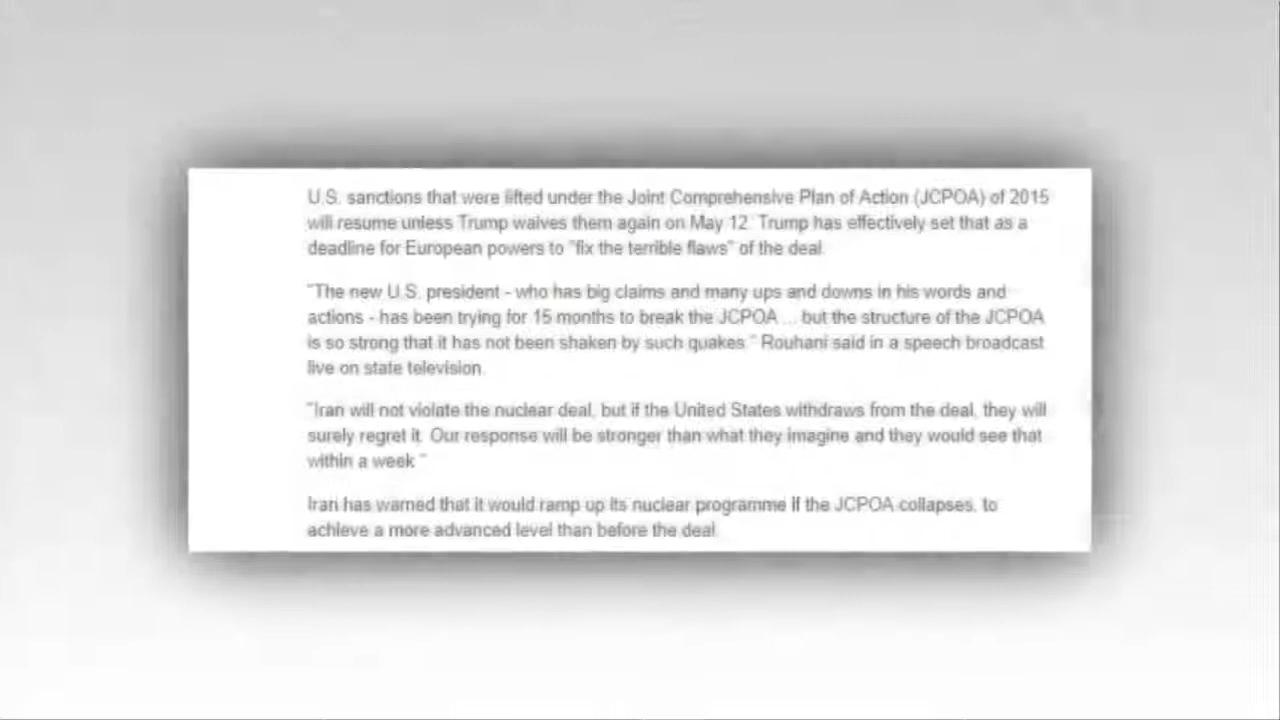 U.S. sanctions that were lifted under the Joint Comprehensive Plan of Action (JCPOA) of 2015
will resume unless Trump waives them again on May 12. Trump has effectively set that as a
deadline for European powers to "fix the terrible flaws" of the deal.
"The new U.S. president - who has big claims and many ups and downs in his words and
actions - has been trying for 15 months to break the JCPOA ... but the structure of the JCPOA
is so strong that it has not been shaken by such quakes." Rouhani said in a speech broadcast
live on state television.
"Iran will not violate the nuclear deal, but if the United States withdraws from the deal, they will
surely regret it. Our response will be stronger than what they imagine and they would see that
within a week."
Iran has warned that it would ramp up its nuclear programme if the JCPOA collapses, to
achieve a more advanced level than before the deal.